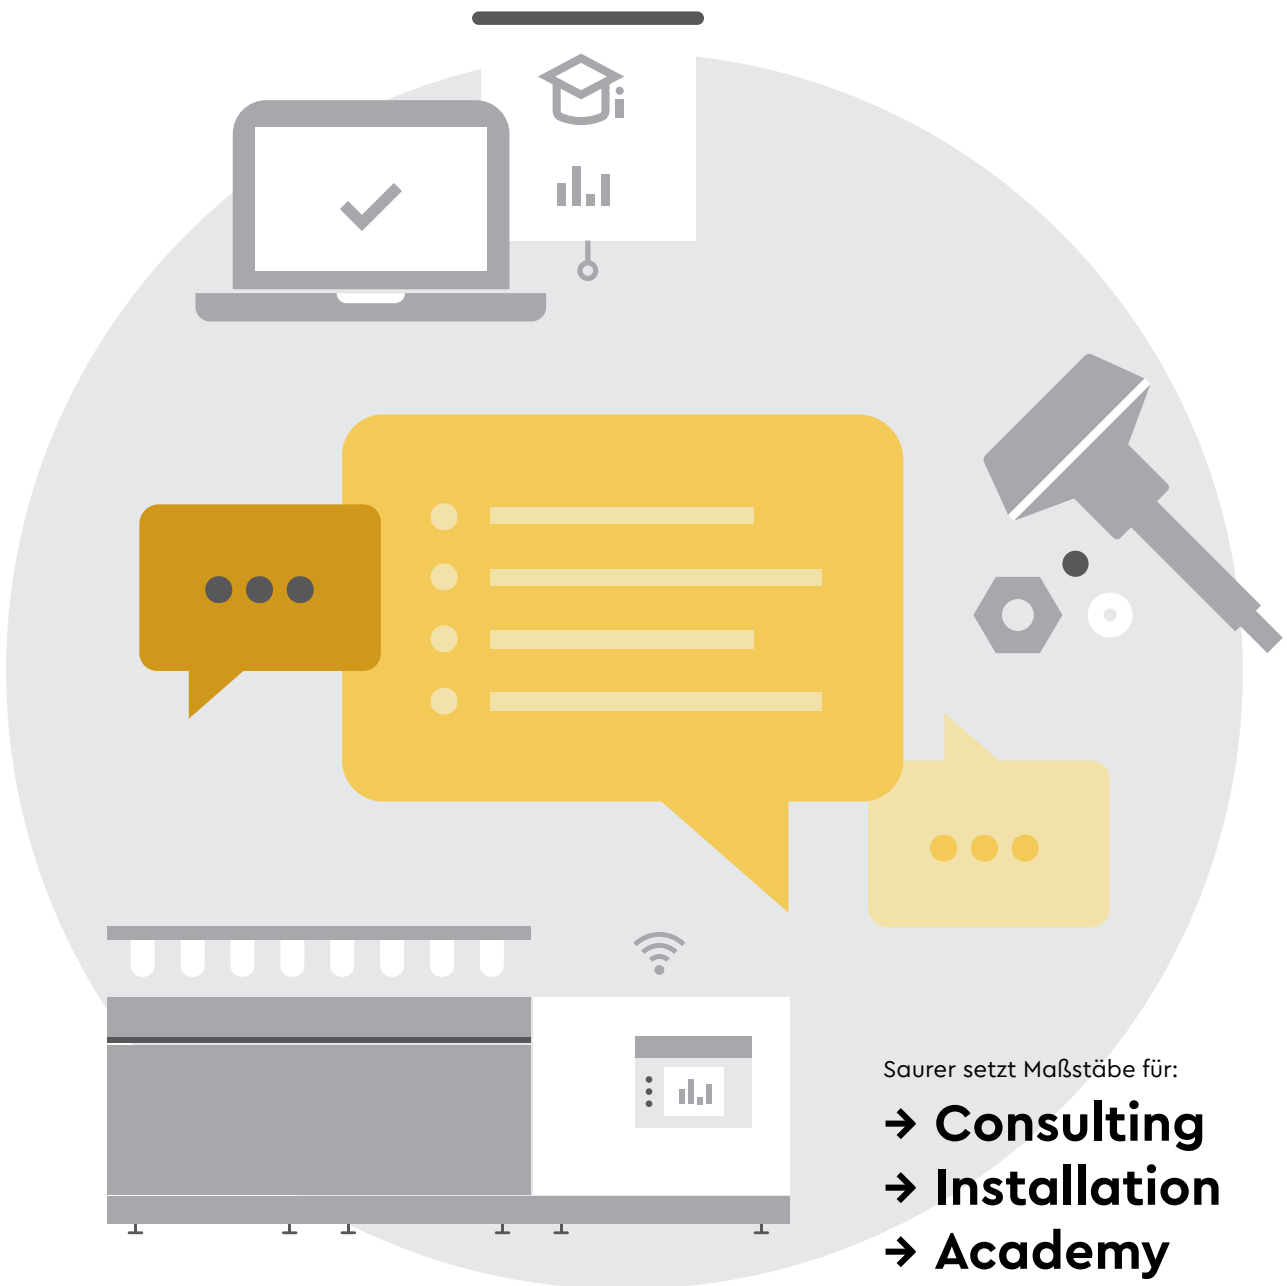 Saurer setzt Maßstäbe für:
→ Consulting
→ Installation
→ Academy